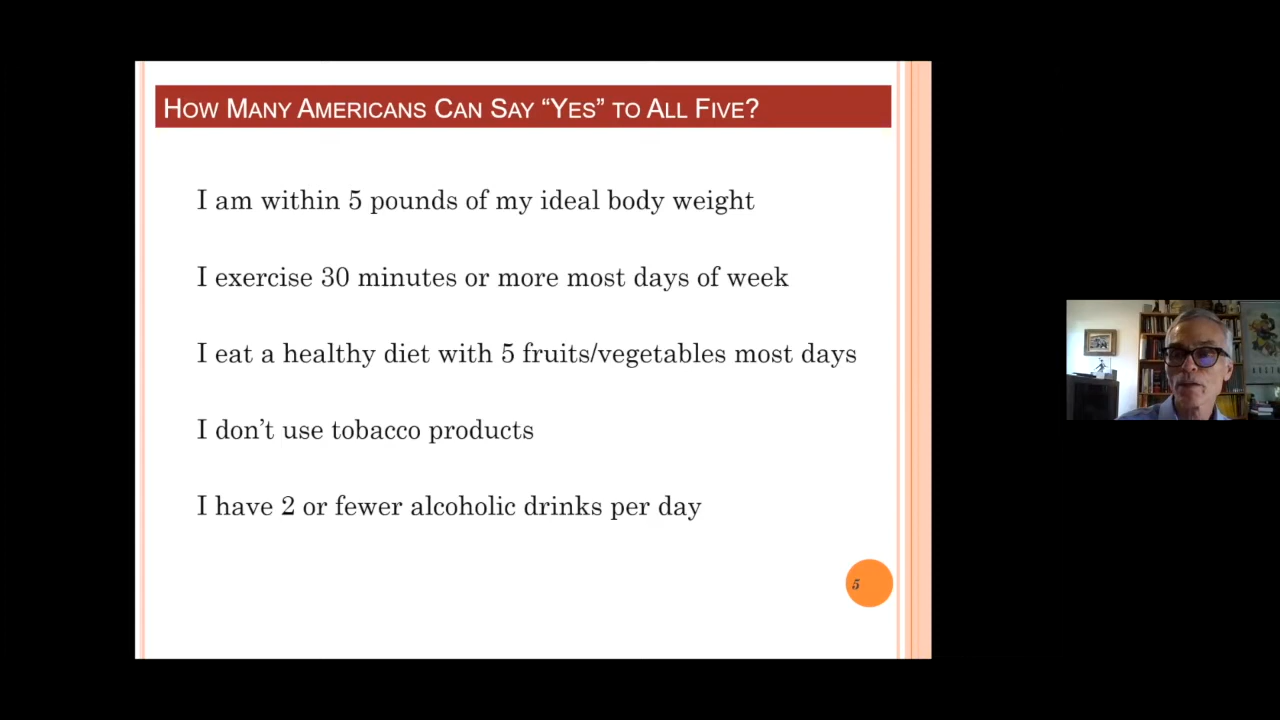 HOW MANY AMERICANS CAN SAY “YES” TO ALL FIVE?
I am within 5 pounds of my ideal body weight
I exercise 30 minutes or more most days of week
I eat a healthy diet with 5 fruits/vegetables most days
I don’t use tobacco products
I have 2 or fewer alcoholic drinks per day
5